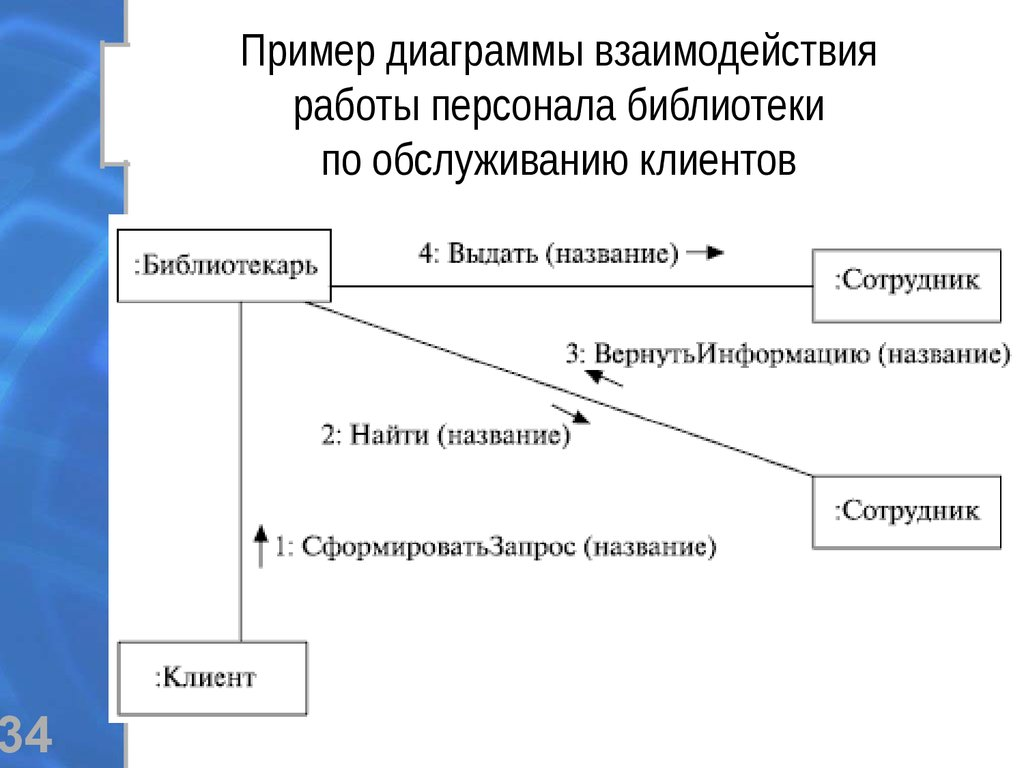 Пример диаграммы взаимодействия
работы персонала библиотеки
по обслуживанию клиентов
:Библиотекарь
4: Выдать (название)
:Сотрудник
3: ВернутьИнформацию (название)
2: Найти (название)
:Сотрудник
1: СформироватьЗапрос (название)
:Клиент
34